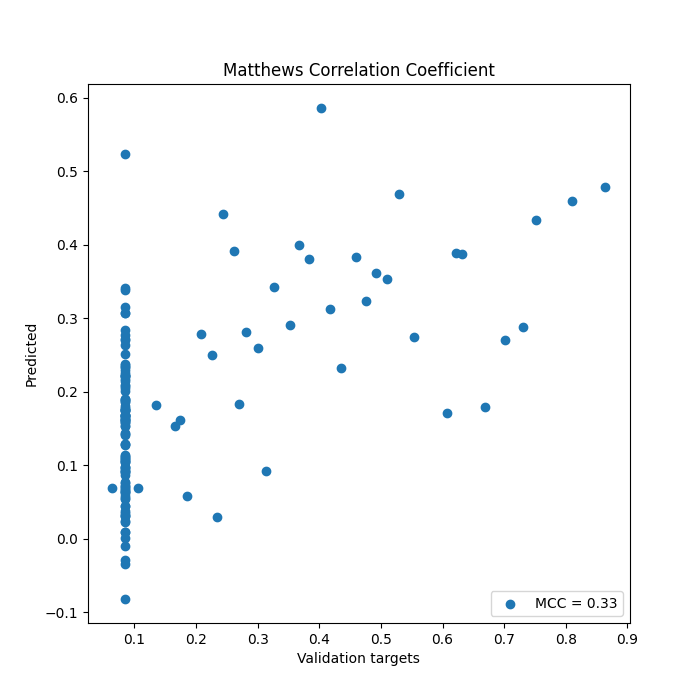 Matthews Correlation Coefficient
0.6
0.5
0.4
0.3
0.2
0.1
0.0
−0.1
Predicted
MCC = 0.33
0.1 0.2 0.3 0.4 0.5 0.6 0.7 0.8 0.9
Validation targets